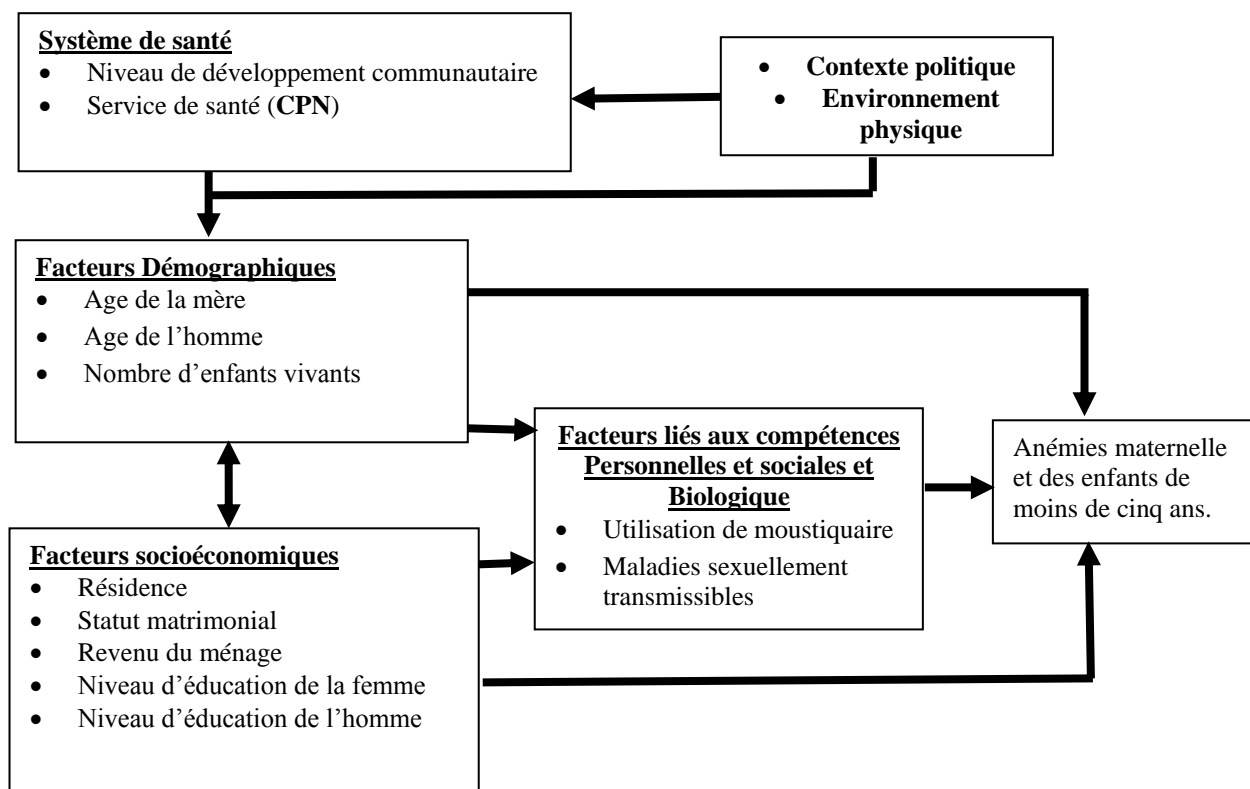 Système de santé
• Niveau de développement communautaire
• Service de santé (CPN)
• Contexte politique
• Environnement
physique
Facteurs Démographiques
• Age de la mère
• Age de l’homme
• Nombre d’enfants vivants
Facteurs liés aux compétences
Personnelles et sociales et
Biologique
• Utilisation de moustiquaire
• Maladies sexuellement
transmissibles
Anémies maternelle
et des enfants de
moins de cinq ans.
Facteurs socioéconomiques
• Résidence
• Statut matrimonial
• Revenu du ménage
• Niveau d’éducation de la femme
• Niveau d’éducation de l’homme